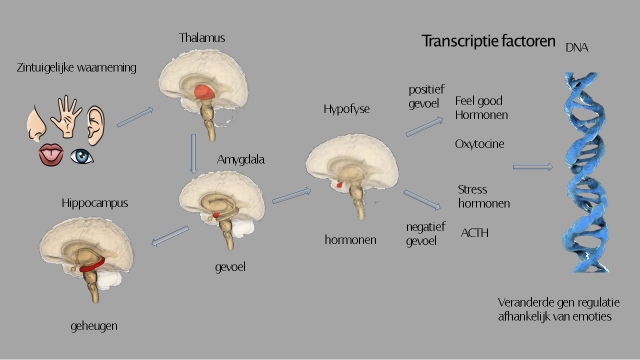 Thalamus
Transcriptie factoren
DNA
Zintuigelijke waarneming
positief
gevoel
Feel good
Hormonen
Hypofyse
Oxytocine
Amygdala
Stress
hormonen
Hippocampus
negatief
gevoel
ACTH
hormonen
gevoel
Veranderde gen regulatie
afhankelijk van emoties
geheugen